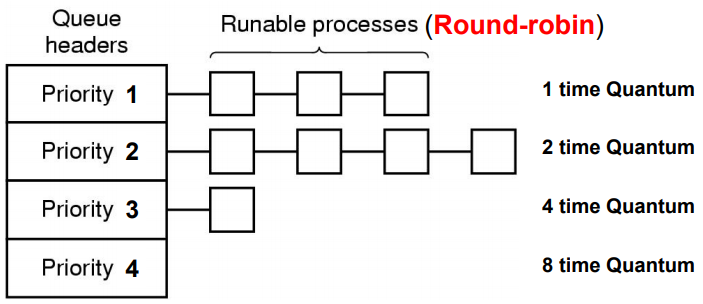 Queue
headers
Runable processes (Round-robin)
Priority 1
1 time Quantum
Priority 2
2 time Quantum
Priority 3
4 time Quantum
Priority 4
8 time Quantum